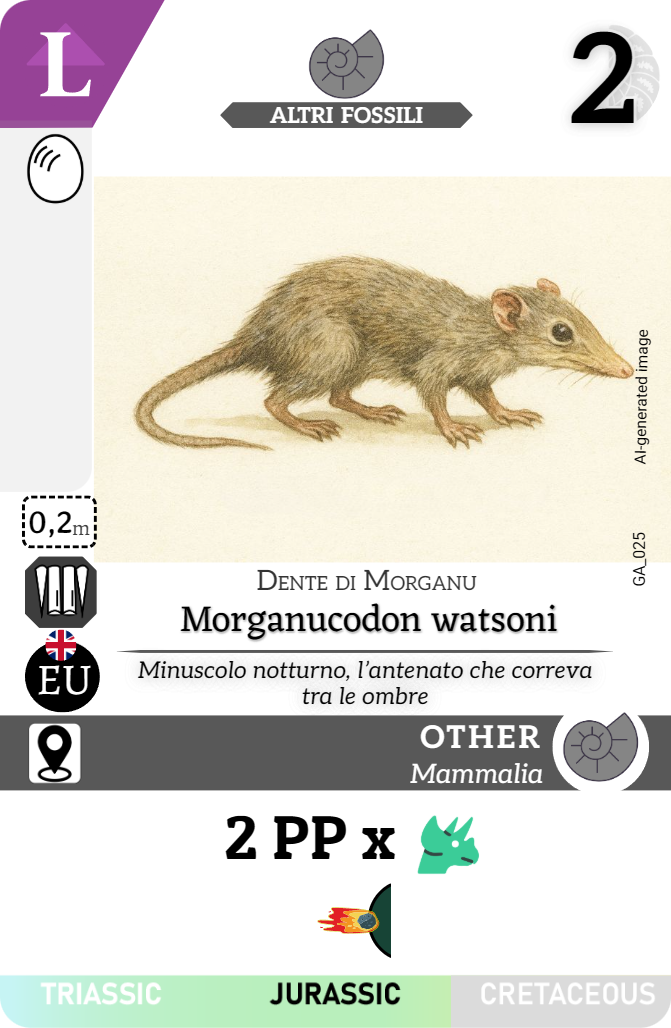 L
ALTRI FOSSILI
2
AI-generated image
GA_025
0,2m
DENTE DI MORGANU
Morganucodon watsoni
EU
Minuscolo notturno, l'antenato che correva
tra le ombre
OTHER
Mammalia
2 PP x
TRIASSIC
JURASSIC
CRETACEOUS